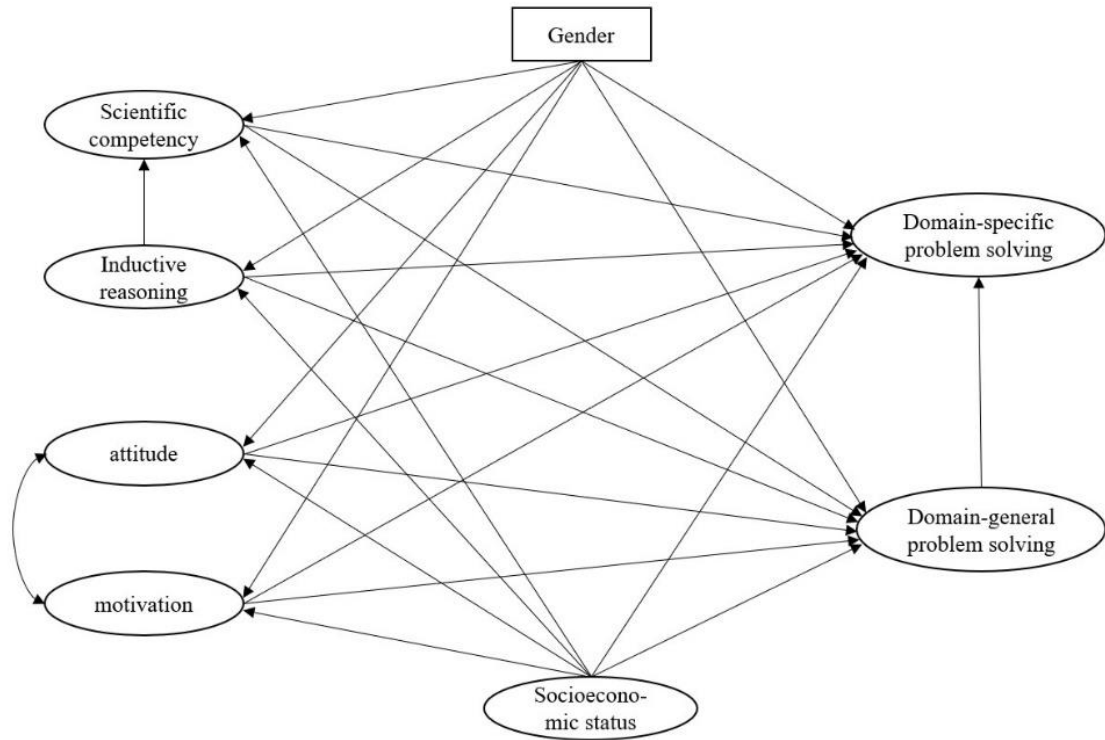 Gender
Scientific
competency
Inductive
reasoning
attitude
motivation
Domain-specific
problem solving
Domain-general
problem solving
Socioecono-
mic status